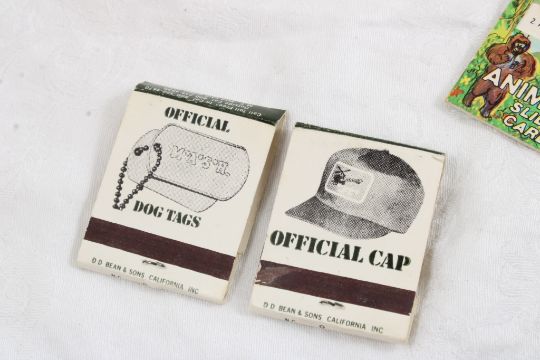 OFFICIAL
M*A*S*H
DOG TAGS
D D BEAN & SONS, CALIFORNIA, INC
OFFICIAL CAP
D D BEAN & SONS, CALIFORNIA, INC
ANIM
SLI
CAR